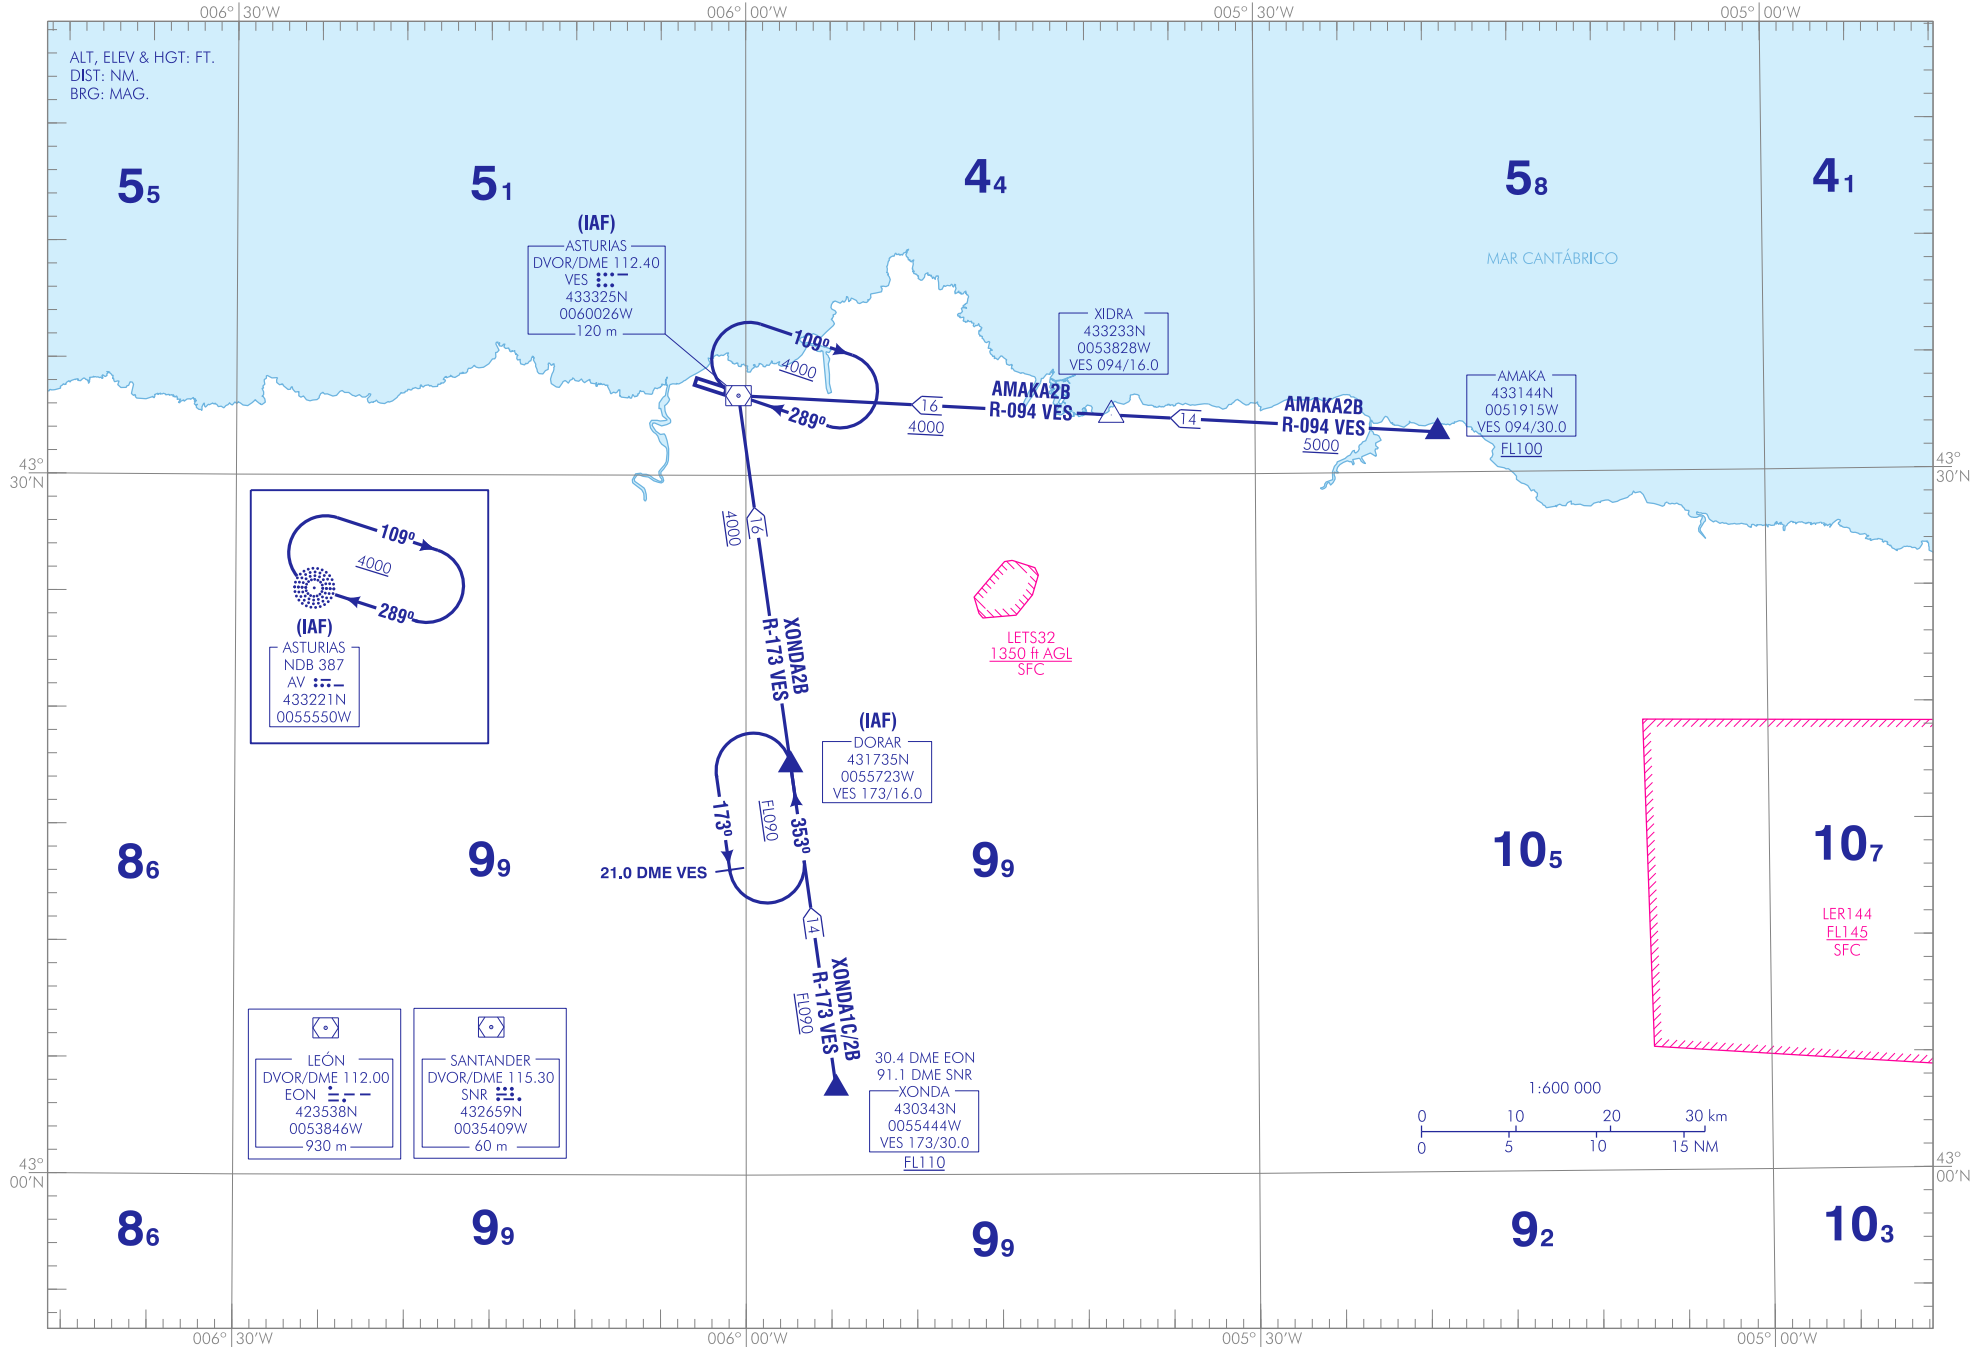 006° 30'W
006° 00'W
005° 30'W
005° 00'W
ALT, ELEV & HGT: FT.
DIST: NM.
BRG: MAG.
5₅
5₁
4₄
5₈
4₁
MAR CANTÁBRICO
(IAF)
ASTURIAS
DVOR/DME 112.40
VES
433325N
0060026W
120 m
109º
4000
289º
XIDRA
433233N
0053828W
VES 094/16.0
AMAKA2B
R-094 VES
16
4000
14
AMAKA2B
R-094 VES
5000
AMAKA
433144N
0051915W
VES 094/30.0
FL100
43°
30'N
43°
30'N
109º
4000
289º
(IAF)
ASTURIAS
NDB 387
AV
433221N
0055550W
4000
16
XONDA2B
R-173 VES
LETS32
1350 ft AGL
SFC
(IAF)
DORAR
431735N
0055723W
VES 173/16.0
173º
FL090
353º
21.0 DME VES
8₆
9₉
9₉
10₅
10₇
LER144
FL145
SFC
14
XONDA1C/2B
R-173 VES
FL090
30.4 DME EON
91.1 DME SNR
XONDA
430343N
0055444W
VES 173/30.0
FL110
LEÓN
DVOR/DME 112.00
EON
423538N
0053846W
930 m
SANTANDER
DVOR/DME 115.30
SNR
432659N
0035409W
60 m
1:600 000
0 10 20 30 km
0 5 10 15 NM
43°
00'N
43°
00'N
8₆
9₉
9₉
9₂
10₃
006° 30'W
006° 00'W
005° 30'W
005° 00'W